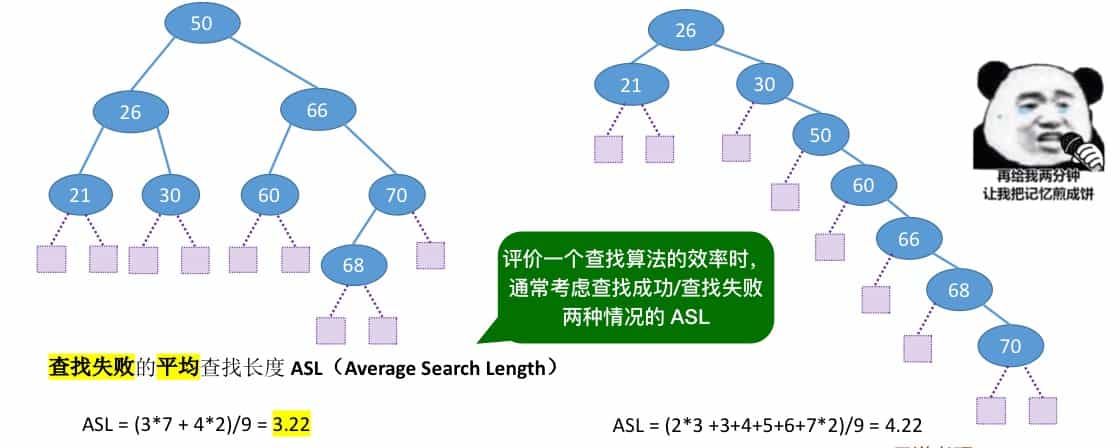 50
26
66
21
30
60
70
68
26
21
30
50
60
66
68
70
再给我两分钟
让我把记忆煎成饼
评价一个查找算法的效率时，
通常考虑查找成功/查找失败
两种情况的 ASL
查找失败的平均查找长度 ASL（Average Search Length）
ASL = (3*7 + 4*2)/9 = 3.22
ASL = (2*3 +3+4+5+6+7*2)/9 = 4.22